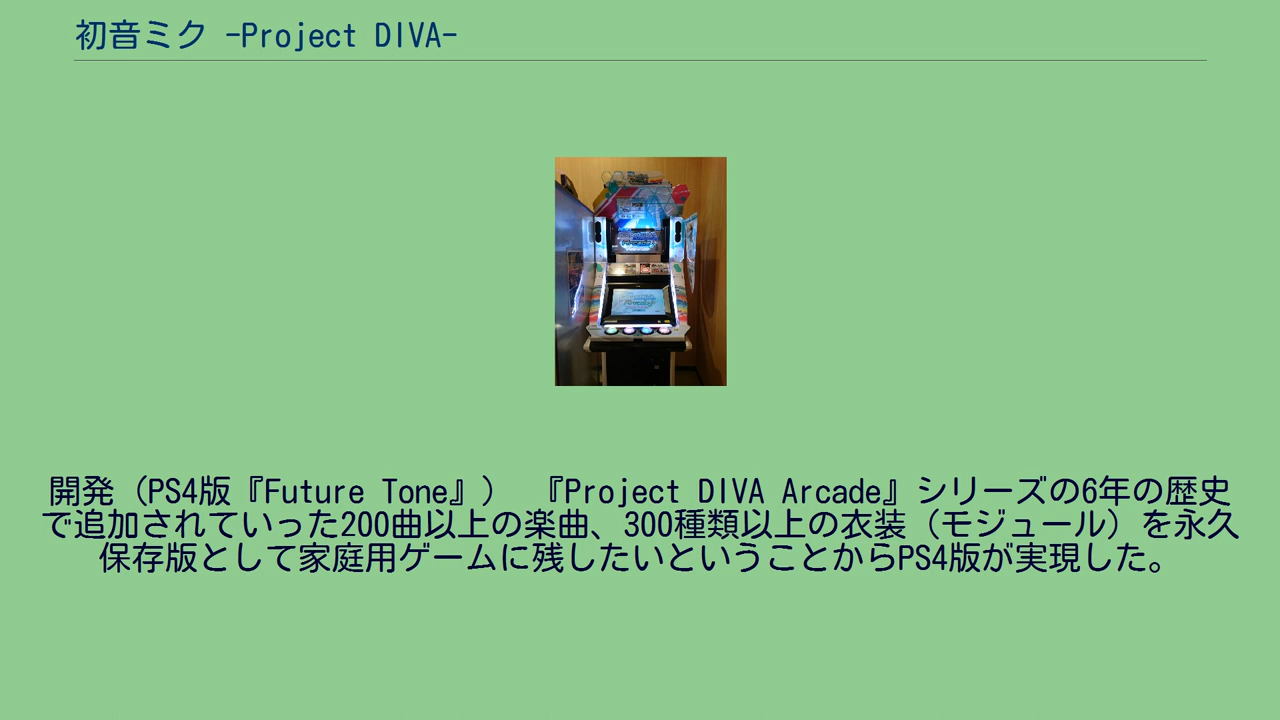 初音ミク -Project DIVA-
開発（PS4版『Future Tone』） 『Project DIVA Arcade』シリーズの6年の歴史
で追加されていった200曲以上の楽曲、300種類以上の衣装（モジュール）を永久
保存版として家庭用ゲームに残したいということからPS4版が実現した。